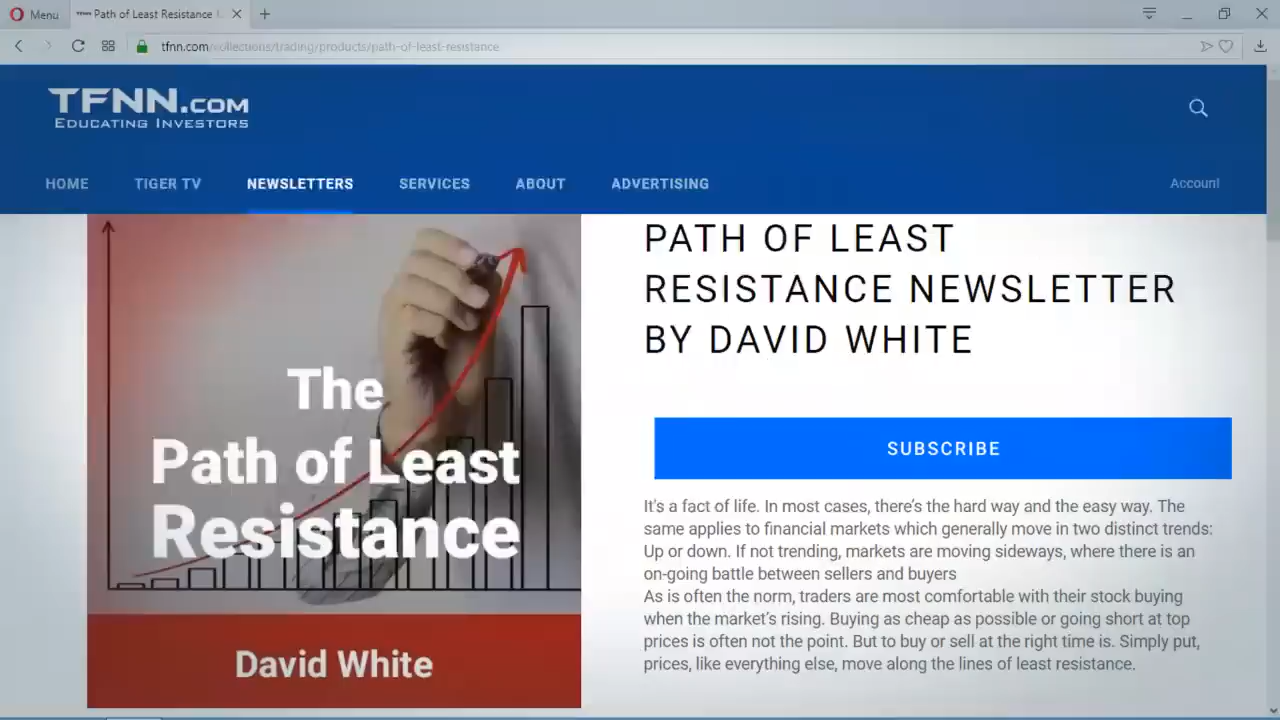 Menu
Path of Least Resistance
tfnn.com/collections/trading/products/path-of-least-resistance
TFNN.COM
EDUCATING INVESTORS
HOME
TIGER TV
NEWSLETTERS
SERVICES
ABOUT
ADVERTISING
Account
The
Path of Least
Resistance
David White
PATH OF LEAST
RESISTANCE NEWSLETTER
BY DAVID WHITE
SUBSCRIBE
It's a fact of life. In most cases, there's the hard way and the easy way. The
same applies to financial markets which generally move in two distinct trends:
Up or down. If not trending, markets are moving sideways, where there is an
on-going battle between sellers and buyers
As is often the norm, traders are most comfortable with their stock buying
when the market's rising. Buying as cheap as possible or going short at top
prices is often not the point. But to buy or sell at the right time is. Simply put,
prices, like everything else, move along the lines of least resistance.